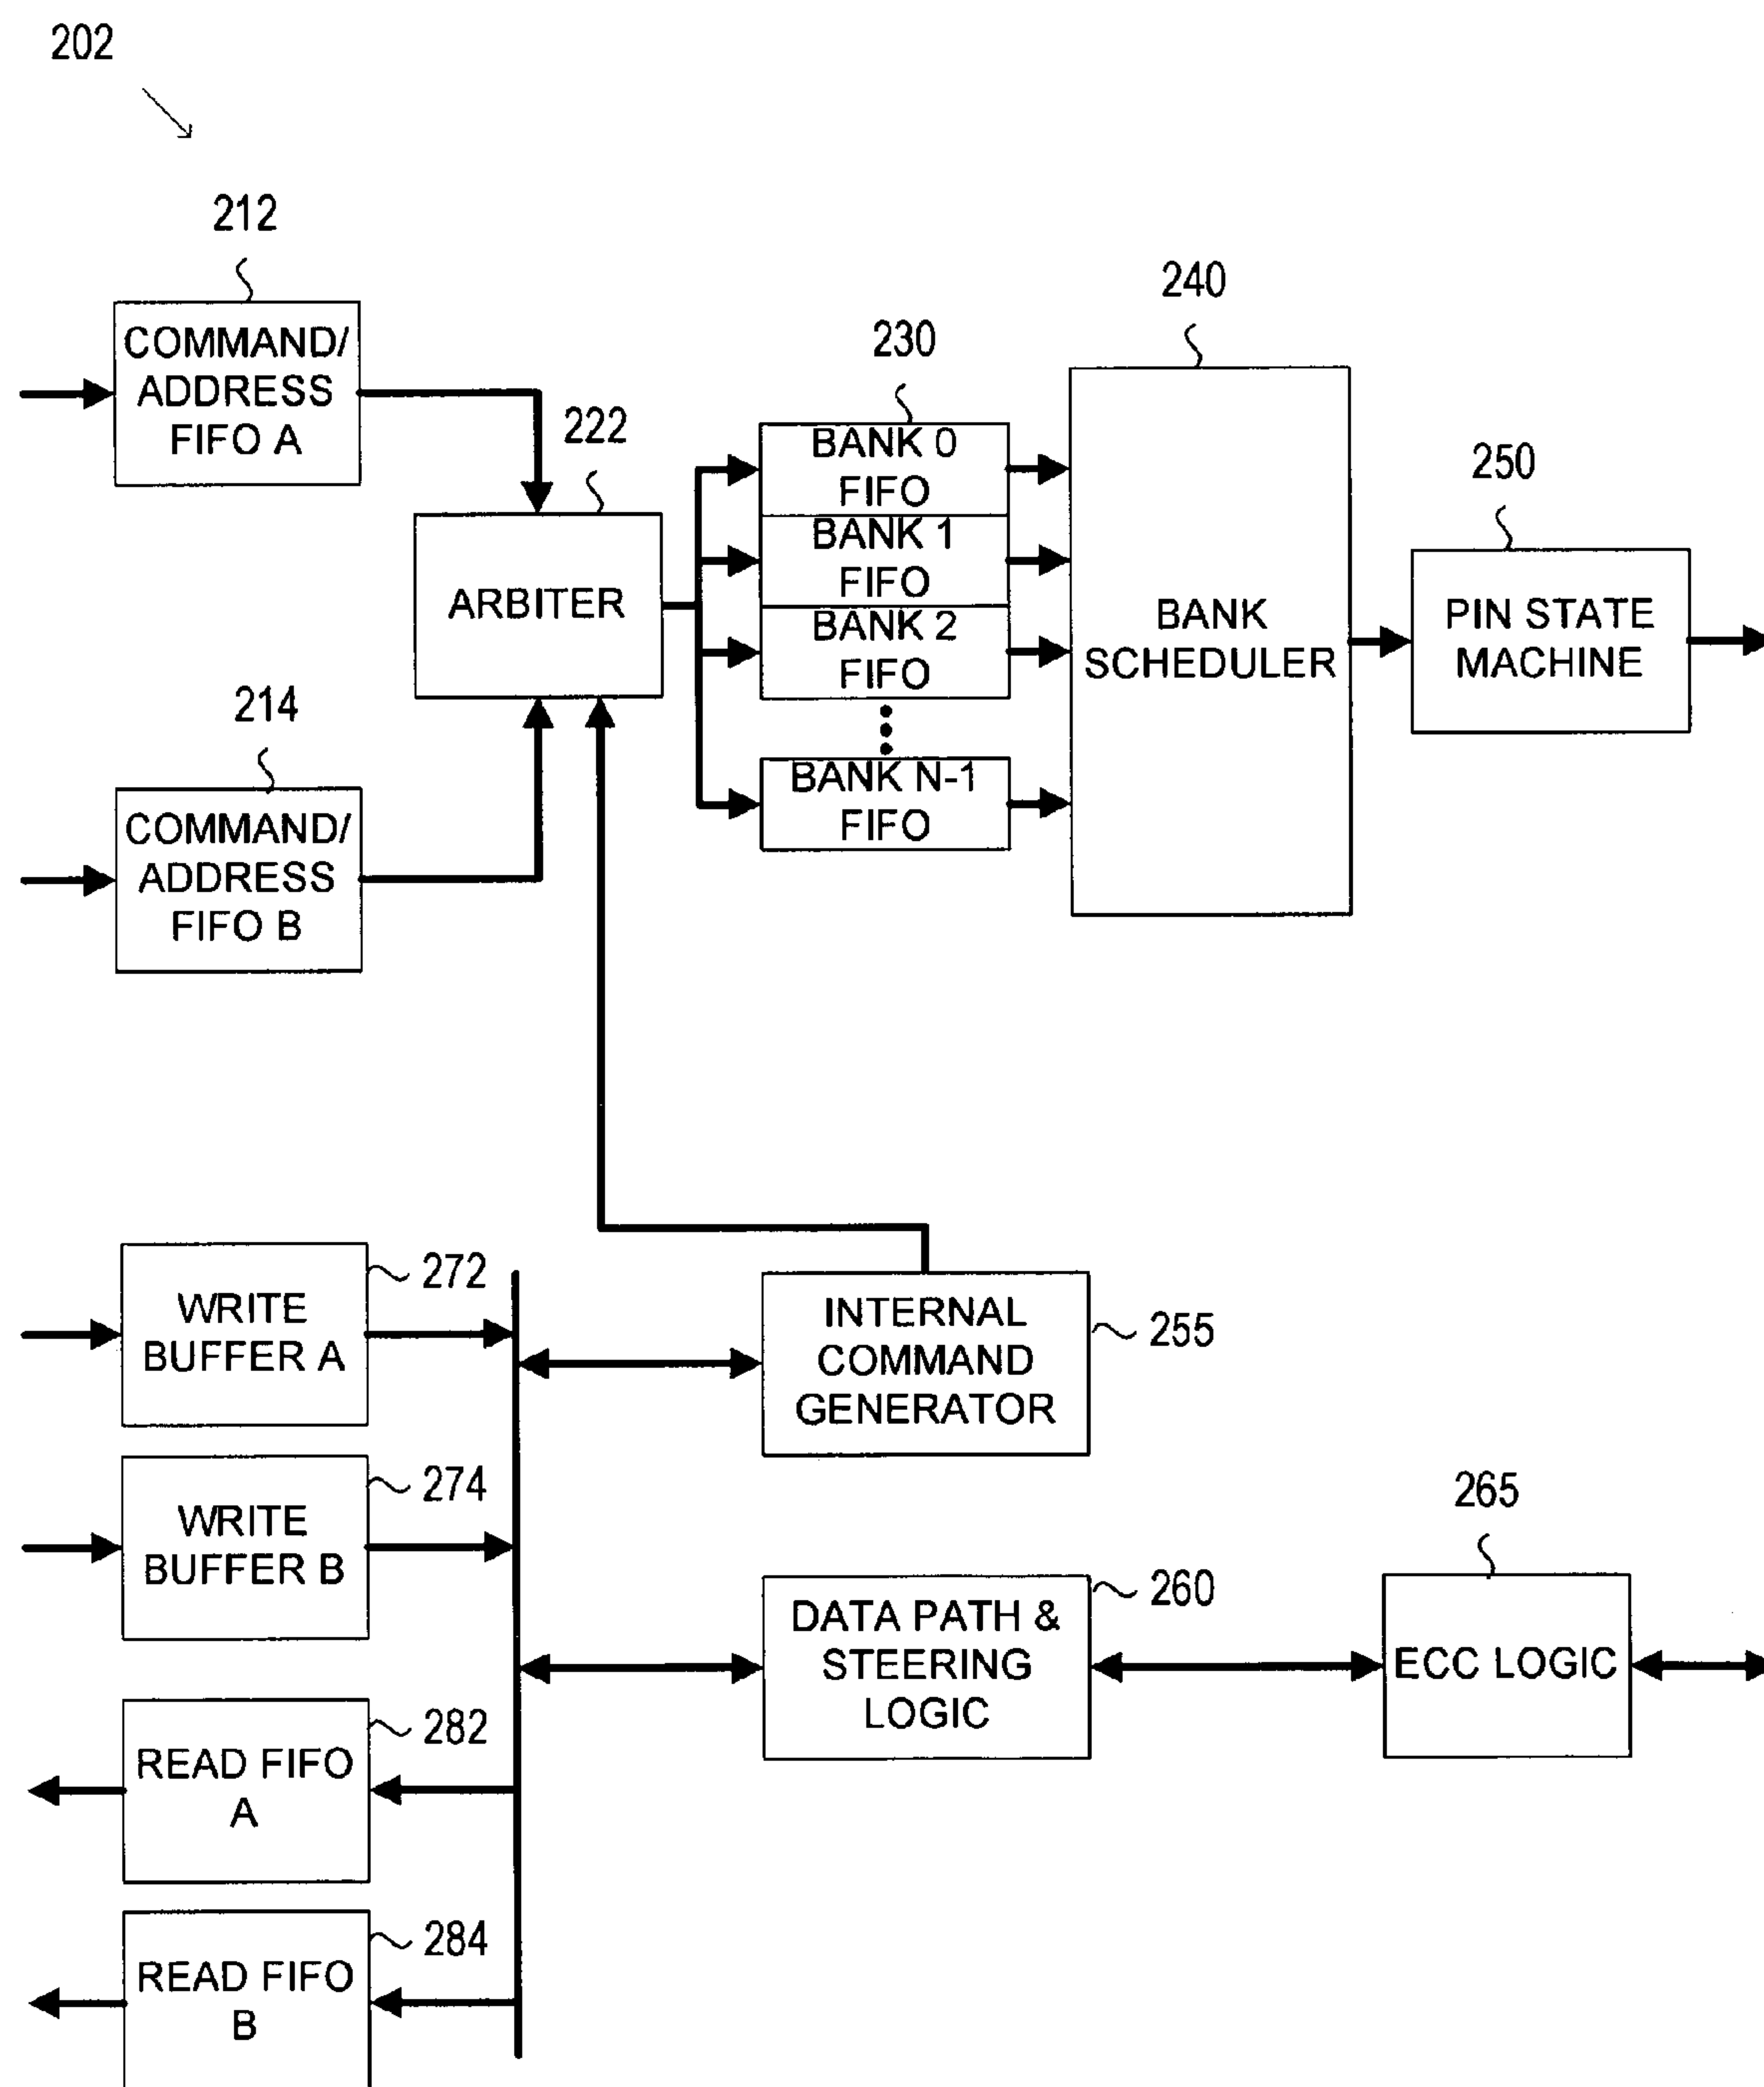 202
212
COMMAND/
ADDRESS
FIFO A
222
ARBITER
214
COMMAND/
ADDRESS
FIFO B
230
BANK 0
FIFO
BANK 1
FIFO
BANK 2
FIFO
BANK N-1
FIFO
240
BANK
SCHEDULER
250
PIN STATE
MACHINE
272
WRITE
BUFFER A
274
WRITE
BUFFER B
282
READ FIFO
A
284
READ FIFO
B
255
INTERNAL
COMMAND
GENERATOR
260
DATA PATH &
STEERING
LOGIC
265
ECC LOGIC